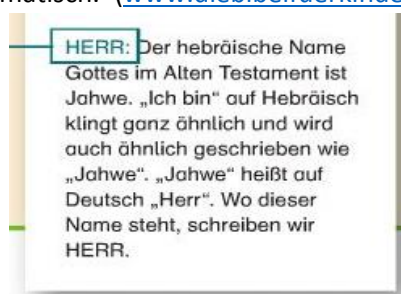 HERR: Der hebräische Name
Gottes im Alten Testament ist
Jahwe. „Ich bin“ auf Hebräisch
klingt ganz ähnlich und wird
auch ähnlich geschrieben wie
„Jahwe“. „Jahwe“ heißt auf
Deutsch „Herr“. Wo dieser
Name steht, schreiben wir
HERR.